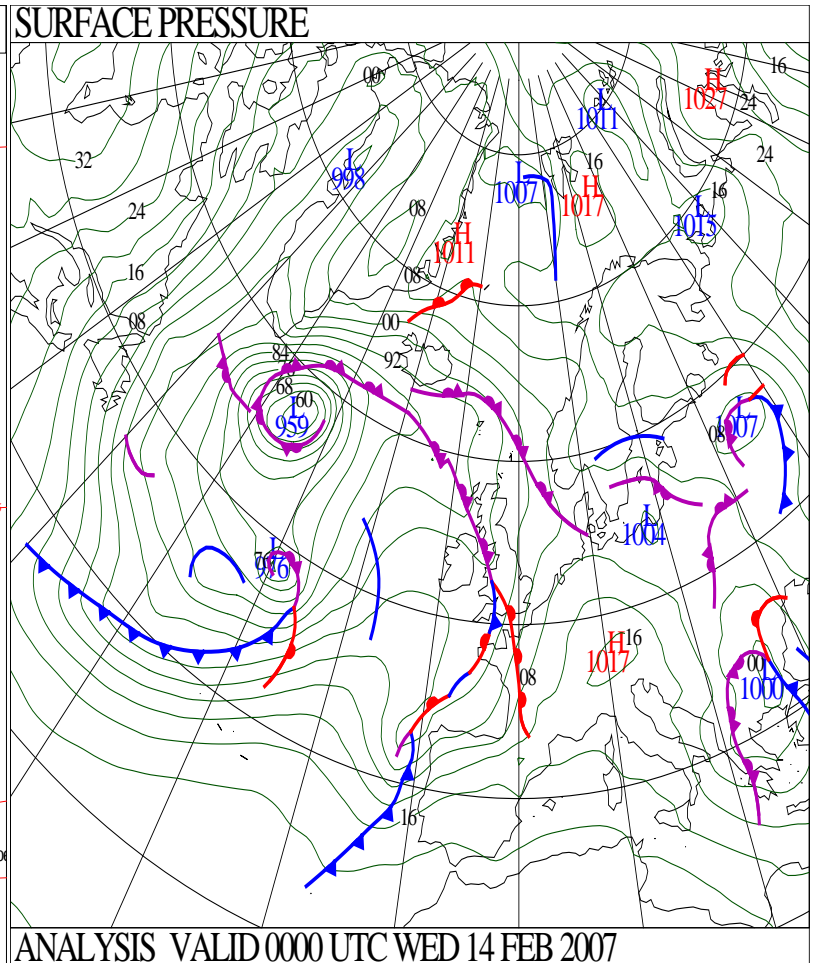 SURFACE PRESSURE
16
00
H
1027
L
1011
24
32
L
998
16
24
L
1007
H
1017
16
L
1015
24
08
H
1011
16
08
08
00
84
92
68
60
L
959
L
1007
08
L
1004
L
976
H
1017
16
00
L
1000
08
16
ANALYSIS VALID 0000 UTC WED 14 FEB 2007